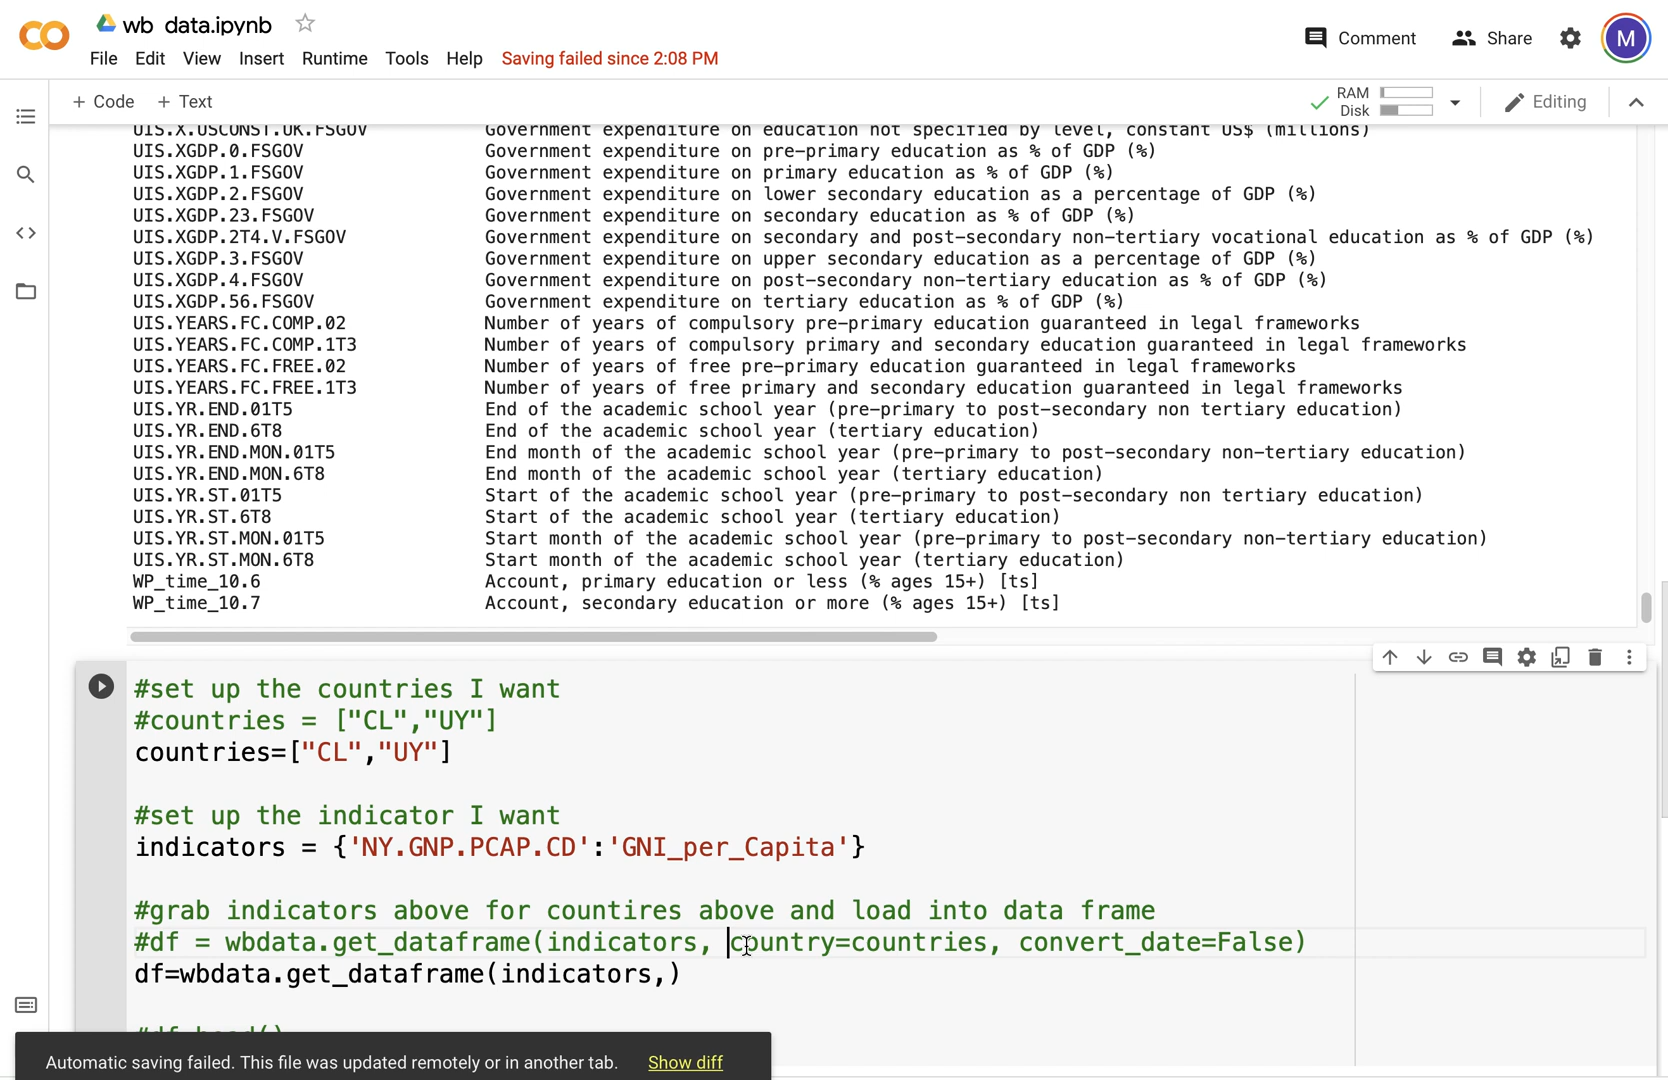 wb data.ipynb
File Edit View Insert Runtime Tools Help Saving failed since 2:08 PM
Comment
Share
M
+ Code + Text
RAM
Disk
Editing
UIS.X.USCONST.UK.FSGOV Government expenditure on education not specified by level, constant US$ (millions)
UIS.XGDP.0.FSGOV Government expenditure on pre-primary education as % of GDP (%)
UIS.XGDP.1.FSGOV Government expenditure on primary education as % of GDP (%)
UIS.XGDP.2.FSGOV Government expenditure on lower secondary education as a percentage of GDP (%)
UIS.XGDP.23.FSGOV Government expenditure on secondary education as % of GDP (%)
UIS.XGDP.2T4.V.FSGOV Government expenditure on secondary and post-secondary non-tertiary vocational education as % of GDP (%)
UIS.XGDP.3.FSGOV Government expenditure on upper secondary education as a percentage of GDP (%)
UIS.XGDP.4.FSGOV Government expenditure on post-secondary non-tertiary education as % of GDP (%)
UIS.XGDP.56.FSGOV Government expenditure on tertiary education as % of GDP (%)
UIS.YEARS.FC.COMP.02 Number of years of compulsory pre-primary education guaranteed in legal frameworks
UIS.YEARS.FC.COMP.1T3 Number of years of compulsory primary and secondary education guaranteed in legal frameworks
UIS.YEARS.FC.FREE.02 Number of years of free pre-primary education guaranteed in legal frameworks
UIS.YEARS.FC.FREE.1T3 Number of years of free primary and secondary education guaranteed in legal frameworks
UIS.YR.END.01T5 End of the academic school year (pre-primary to post-secondary non tertiary education)
UIS.YR.END.6T8 End of the academic school year (tertiary education)
UIS.YR.END.MON.01T5 End month of the academic school year (pre-primary to post-secondary non-tertiary education)
UIS.YR.END.MON.6T8 End month of the academic school year (tertiary education)
UIS.YR.ST.01T5 Start of the academic school year (pre-primary to post-secondary non tertiary education)
UIS.YR.ST.6T8 Start of the academic school year (tertiary education)
UIS.YR.ST.MON.01T5 Start month of the academic school year (pre-primary to post-secondary non-tertiary education)
UIS.YR.ST.MON.6T8 Start month of the academic school year (tertiary education)
WP_time_10.6 Account, primary education or less (% ages 15+) [ts]
WP_time_10.7 Account, secondary education or more (% ages 15+) [ts]
#set up the countries I want
#countries = ["CL","UY"]
countries=["CL","UY"]
#set up the indicator I want
indicators = {'NY.GNP.PCAP.CD':'GNI_per_Capita'}
#grab indicators above for countires above and load into data frame
#df = wbdata.get_dataframe(indicators, country=countries, convert_date=False)
df=wbdata.get_dataframe(indicators,)
Automatic saving failed. This file was updated remotely or in another tab. Show diff